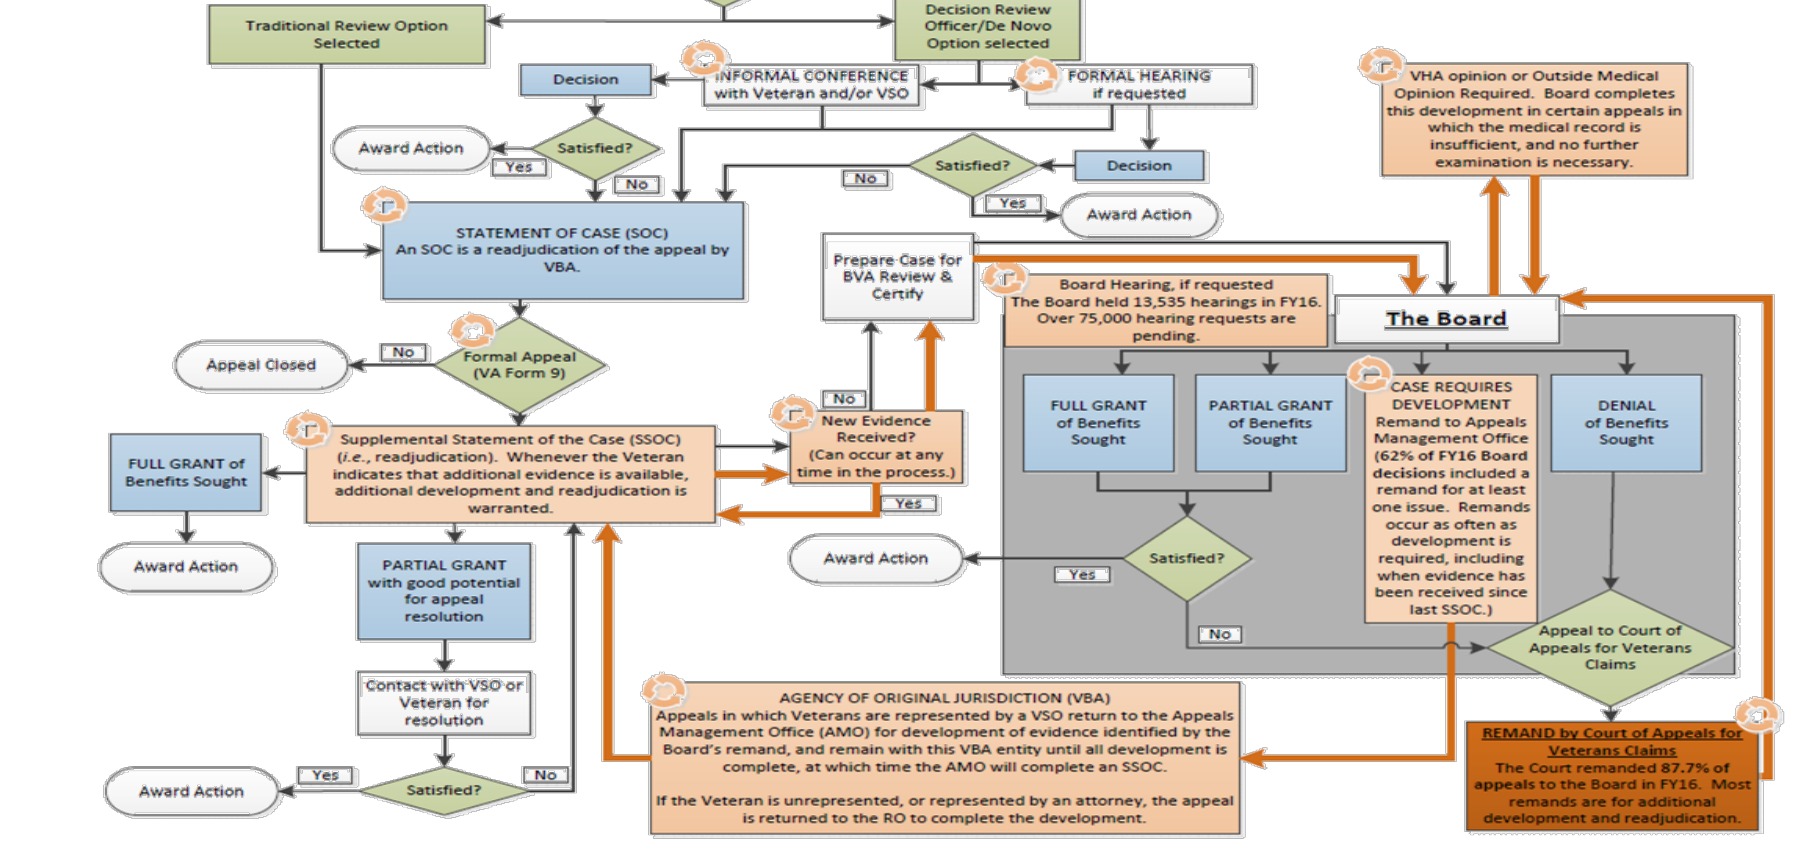 Traditional Review Option
Selected
Decision Review
Officer/De Novo
Option selected
Decision
INFORMAL CONFERENCE
with Veteran and/or VSO
FORMAL HEARING
if requested
VHA opinion or Outside Medical
Opinion Required.  Board completes
this development in certain appeals in
which the medical record is
insufficient, and no further
examination is necessary.
Award Action
Yes
Satisfied?
No
Satisfied?
No
Yes
Decision
Award Action
STATEMENT OF CASE (SOC)
An SOC is a readjudication of the appeal by
VBA.
Prepare Case for
BVA Review &
Certify
Board Hearing, if requested
The Board held 13,535 hearings in FY16.
Over 75,000 hearing requests are
pending.
The Board
Appeal Closed
No
Formal Appeal
(VA Form 9)
No
New Evidence
Received?
(Can occur at any
time in the process.)
Yes
FULL GRANT
of Benefits
Sought
PARTIAL GRANT
of Benefits
Sought
CASE REQUIRES
DEVELOPMENT
Remand to Appeals
Management Office
(62% of FY16 Board
decisions included a
remand for at least
one issue.  Remands
occur as often as
development is
required, including
when evidence has
been received since
last SSOC.)
DENIAL
of Benefits
Sought
FULL GRANT of
Benefits Sought
Supplemental Statement of the Case (SSOC)
(i.e., readjudication).  Whenever the Veteran
indicates that additional evidence is available,
additional development and readjudication is
warranted.
Award Action
PARTIAL GRANT
with good potential
for appeal
resolution
Award Action
Yes
Satisfied?
No
Appeal to Court of
Appeals for Veterans
Claims
Contact with VSO or
Veteran for
resolution
Award Action
Yes
Satisfied?
No
AGENCY OF ORIGINAL JURISDICTION (VBA)
Appeals in which Veterans are represented by a VSO return to the Appeals
Management Office (AMO) for development of evidence identified by the
Board's remand, and remain with this VBA entity until all development is
complete, at which time the AMO will complete an SSOC.
If the Veteran is unrepresented, or represented by an attorney, the appeal
is returned to the RO to complete the development.
REMAND by Court of Appeals for
Veterans Claims
The Court remanded 87.7% of
appeals to the Board in FY16.  Most
remands are for additional
development and readjudication.